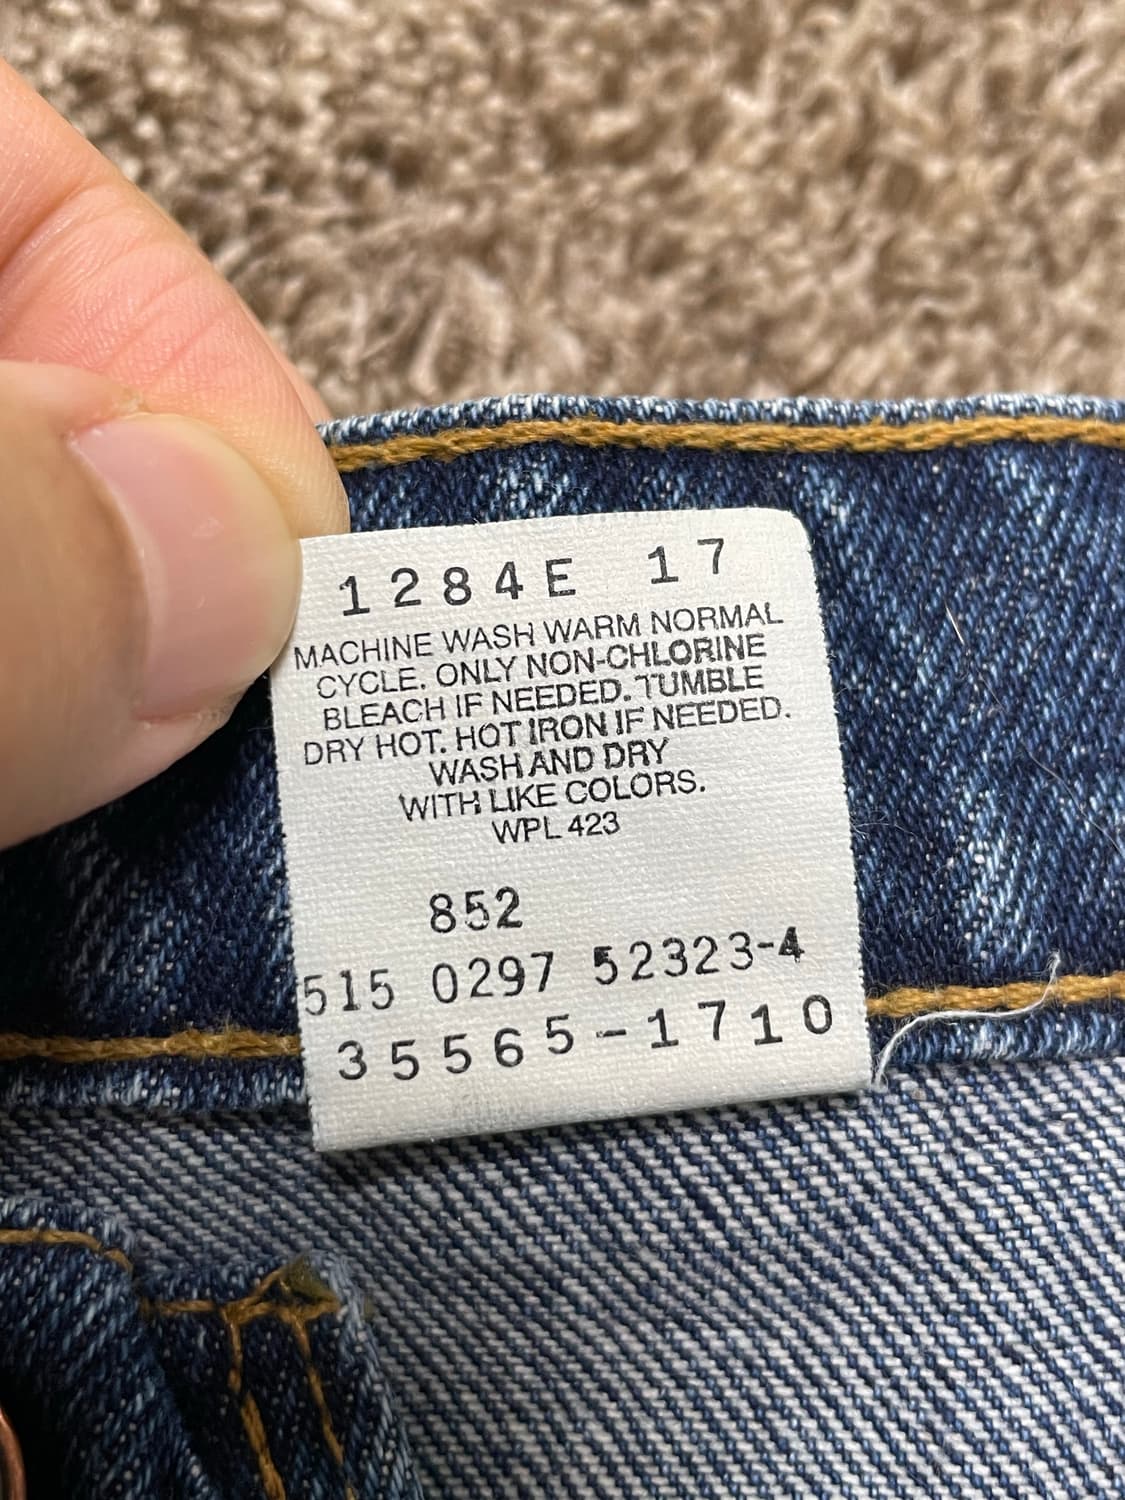 1284E 17
MACHINE WASH WARM NORMAL
CYCLE. ONLY NON-CHLORINE
BLEACH IF NEEDED. TUMBLE
DRY HOT. HOT IRON IF NEEDED.
WASH AND DRY
WITH LIKE COLORS.
WPL 423
852
515 0297 52323-4
35565-1710